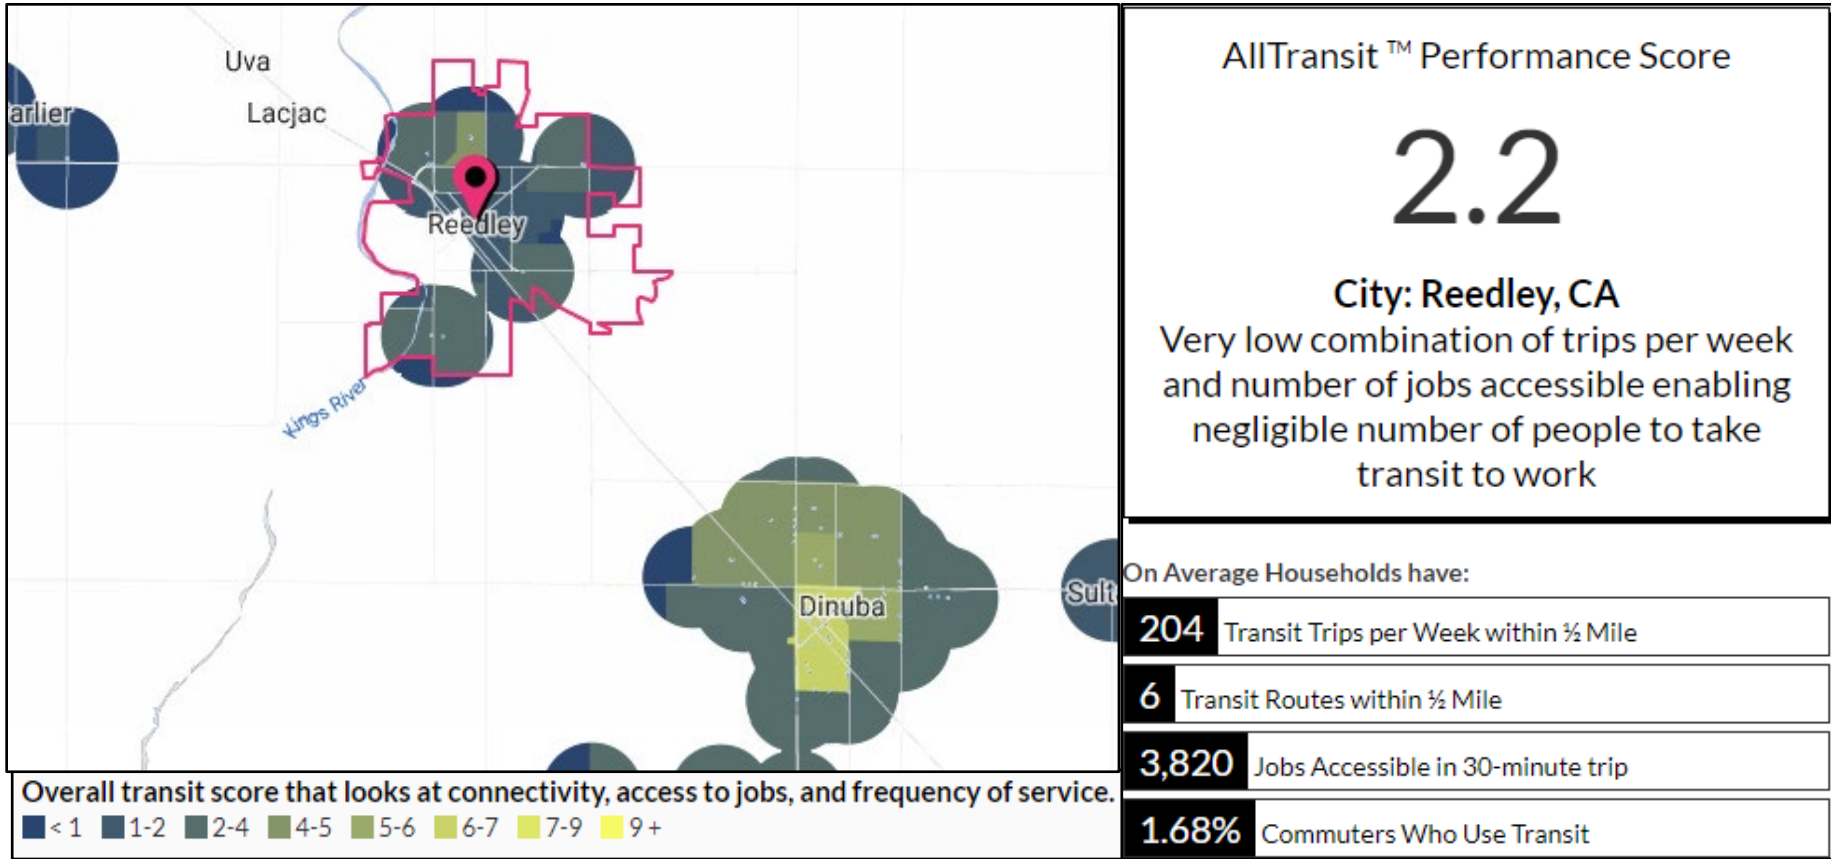 Uva
Lacjac
arlier
Reedley
Kings River
Dinuba
Sult
Overall transit score that looks at connectivity, access to jobs, and frequency of service.
< 1 1-2 2-4 4-5 5-6 6-7 7-9 9 +
AllTransit ™ Performance Score
2.2
City: Reedley, CA
Very low combination of trips per week
and number of jobs accessible enabling
negligible number of people to take
transit to work
On Average Households have:
204 Transit Trips per Week within ½ Mile
6 Transit Routes within ½ Mile
3,820 Jobs Accessible in 30-minute trip
1.68% Commuters Who Use Transit